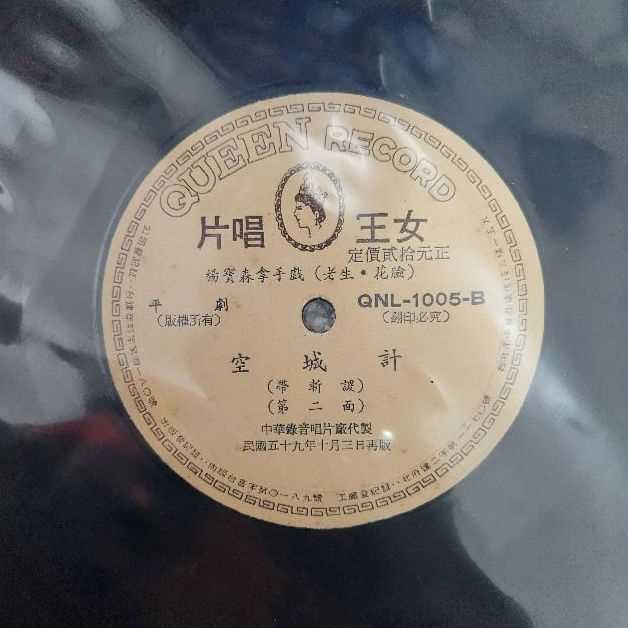 QUEEN RECORD
片唱 王女
定價貳拾元正
楊寶森拿手戲(老生•花臉)
平劇 QNL-1005-B
(版權所有) (翻印必究)
空城計
(帶斬謖)
(第二面)
中華錄音唱片廠代製
民國五十九年十月三日再版